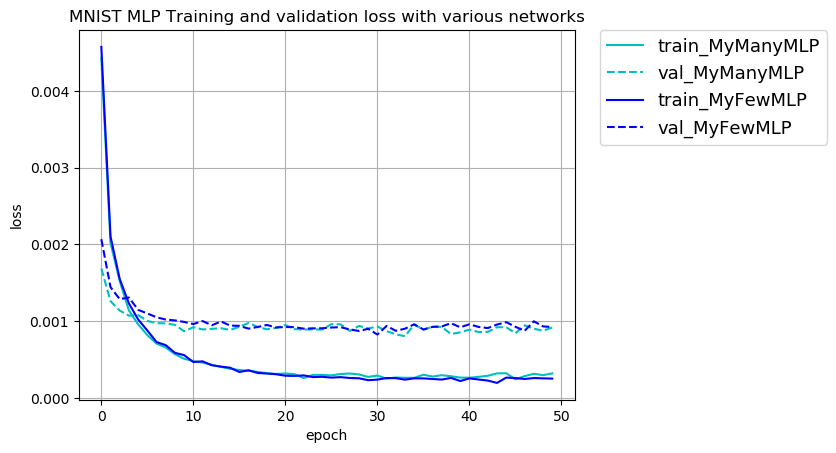 MNIST MLP Training and validation loss with various networks
train_MyManyMLP
val_MyManyMLP
train_MyFewMLP
val_MyFewMLP
0.004
0.003
0.002
0.001
0.000
loss
0 10 20 30 40 50
epoch